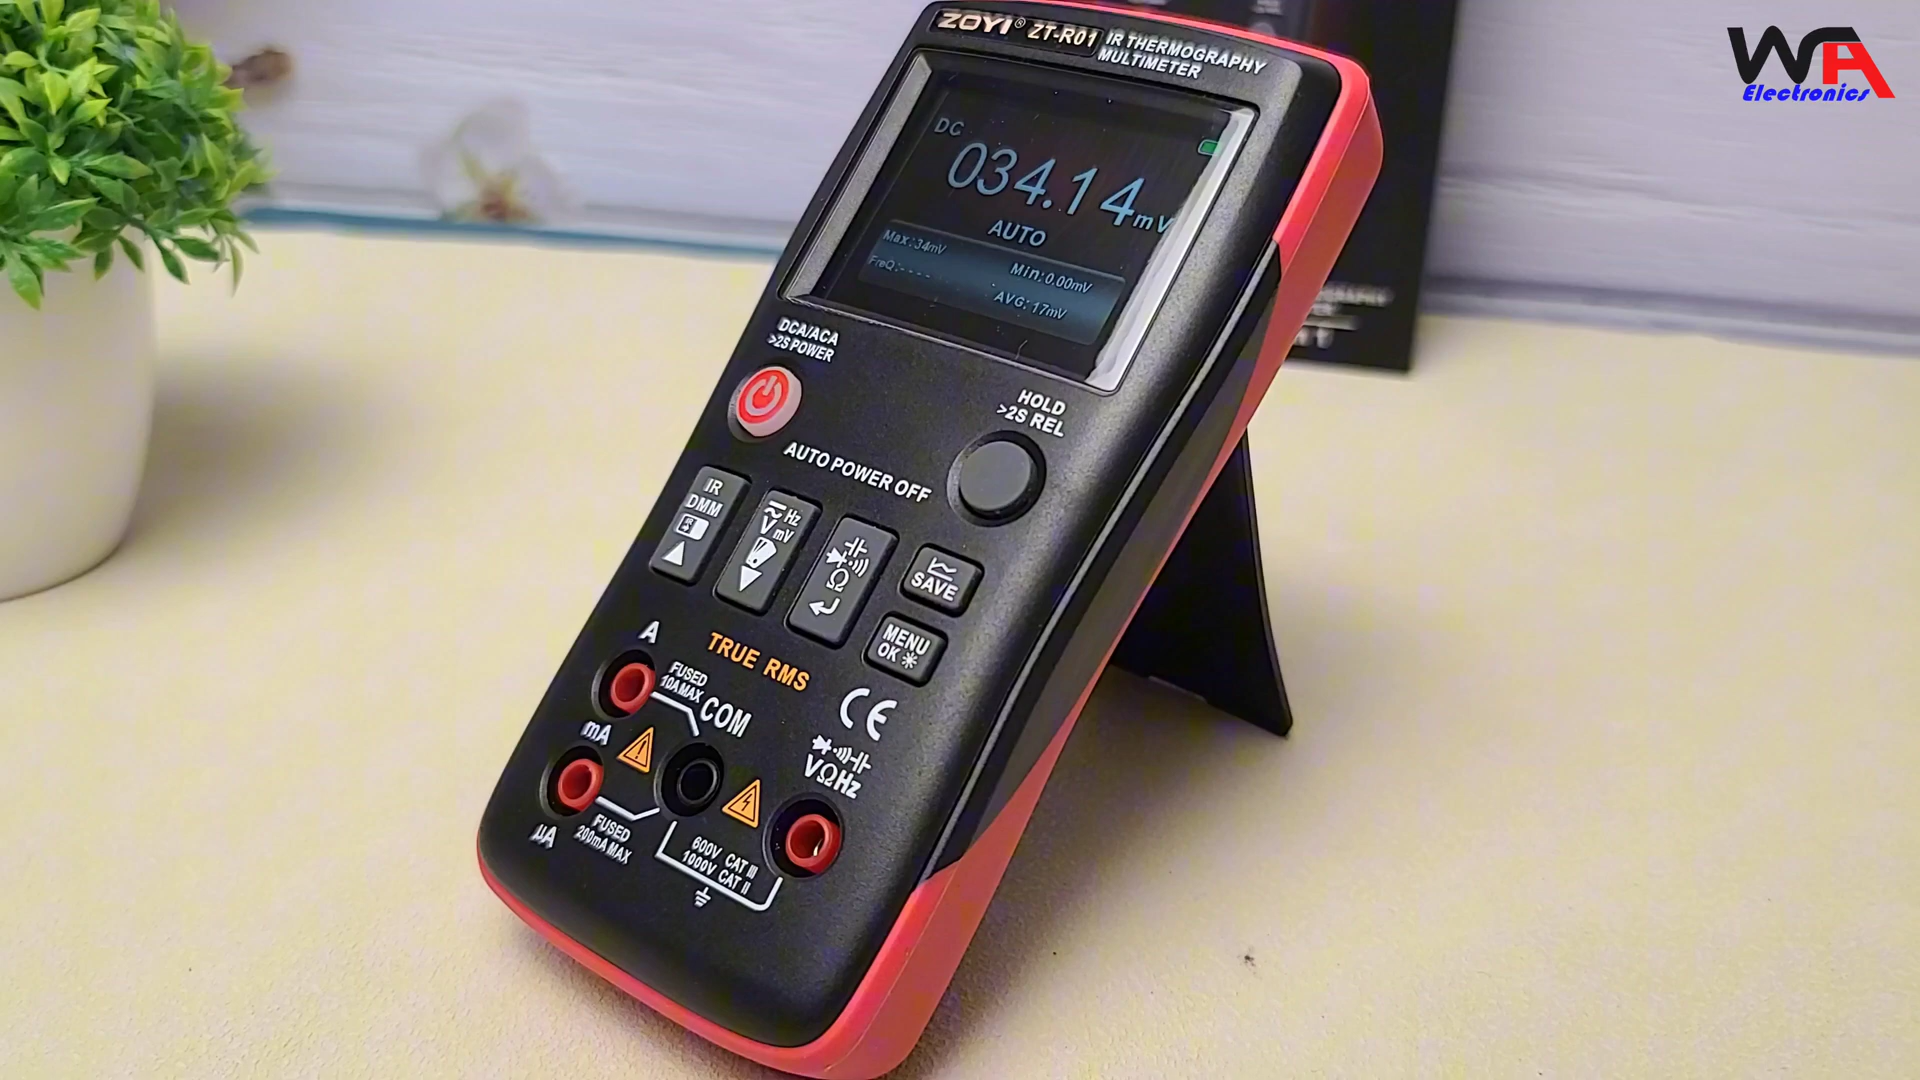 WA
Electronics
ZOYI® ZT-R01 IR THERMOGRAPHY
MULTIMETER
DC
034.14mV
AUTO
Max:34mV
Min:0.00mV
FreQ:----
AVG:17mV
DCA/ACA
>2S POWER
HOLD
>2S REL
AUTO POWER OFF
IR
DMM
Hz
V mV
Ω
SAVE
MENU
OK
TRUE RMS
A
FUSED
10A MAX
COM
CE
mA
VΩHz
µA
FUSED
200mA MAX
600V CAT III
1000V CAT II